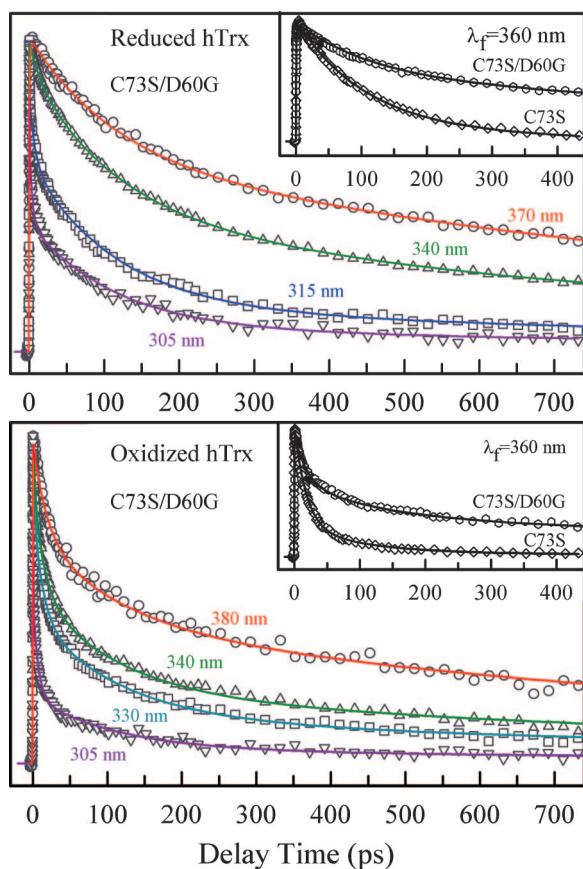 Reduced hTrx
C73S/D60G
λf=360 nm
C73S/D60G
C73S
0 100 200 300 400
370 nm
340 nm
315 nm
305 nm
0 100 200 300 400 500 600 700
Oxidized hTrx
C73S/D60G
λf=360 nm
C73S/D60G
C73S
0 100 200 300 400
380 nm
340 nm
330 nm
305 nm
0 100 200 300 400 500 600 700
Delay Time (ps)